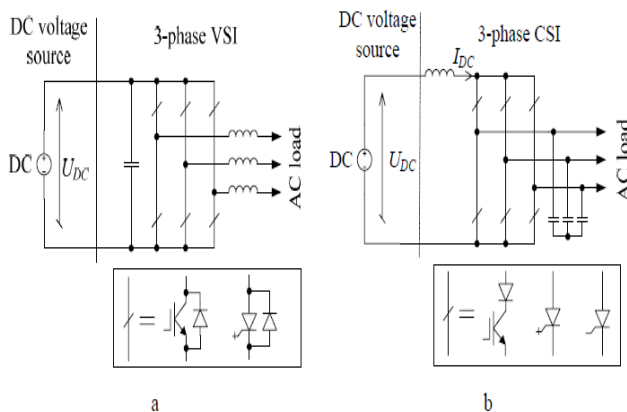 DC voltage
source
3-phase VSI
DC
U_DC
AC load
=
a
DC voltage
source
3-phase CSI
I_DC
DC
U_DC
AC load
=
b